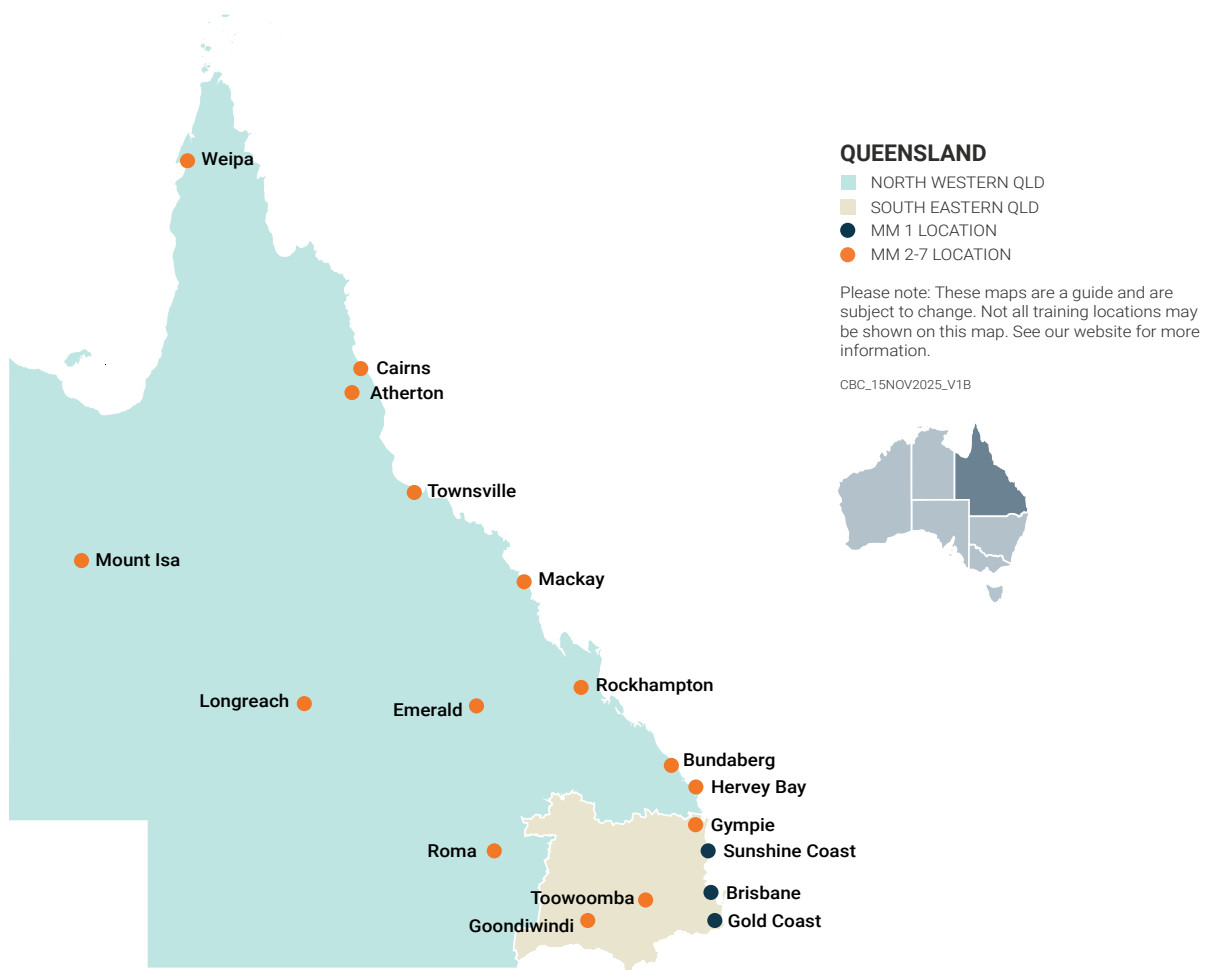 Weipa
QUEENSLAND
NORTH WESTERN QLD
SOUTH EASTERN QLD
MM 1 LOCATION
MM 2-7 LOCATION
Please note: These maps are a guide and are
subject to change. Not all training locations may
be shown on this map. See our website for more
information.
CBC_15NOV2025_V1B
Cairns
Atherton
Townsville
Mount Isa
Mackay
Rockhampton
Longreach
Emerald
Bundaberg
Hervey Bay
Gympie
Roma
Sunshine Coast
Toowoomba
Brisbane
Goondiwindi
Gold Coast